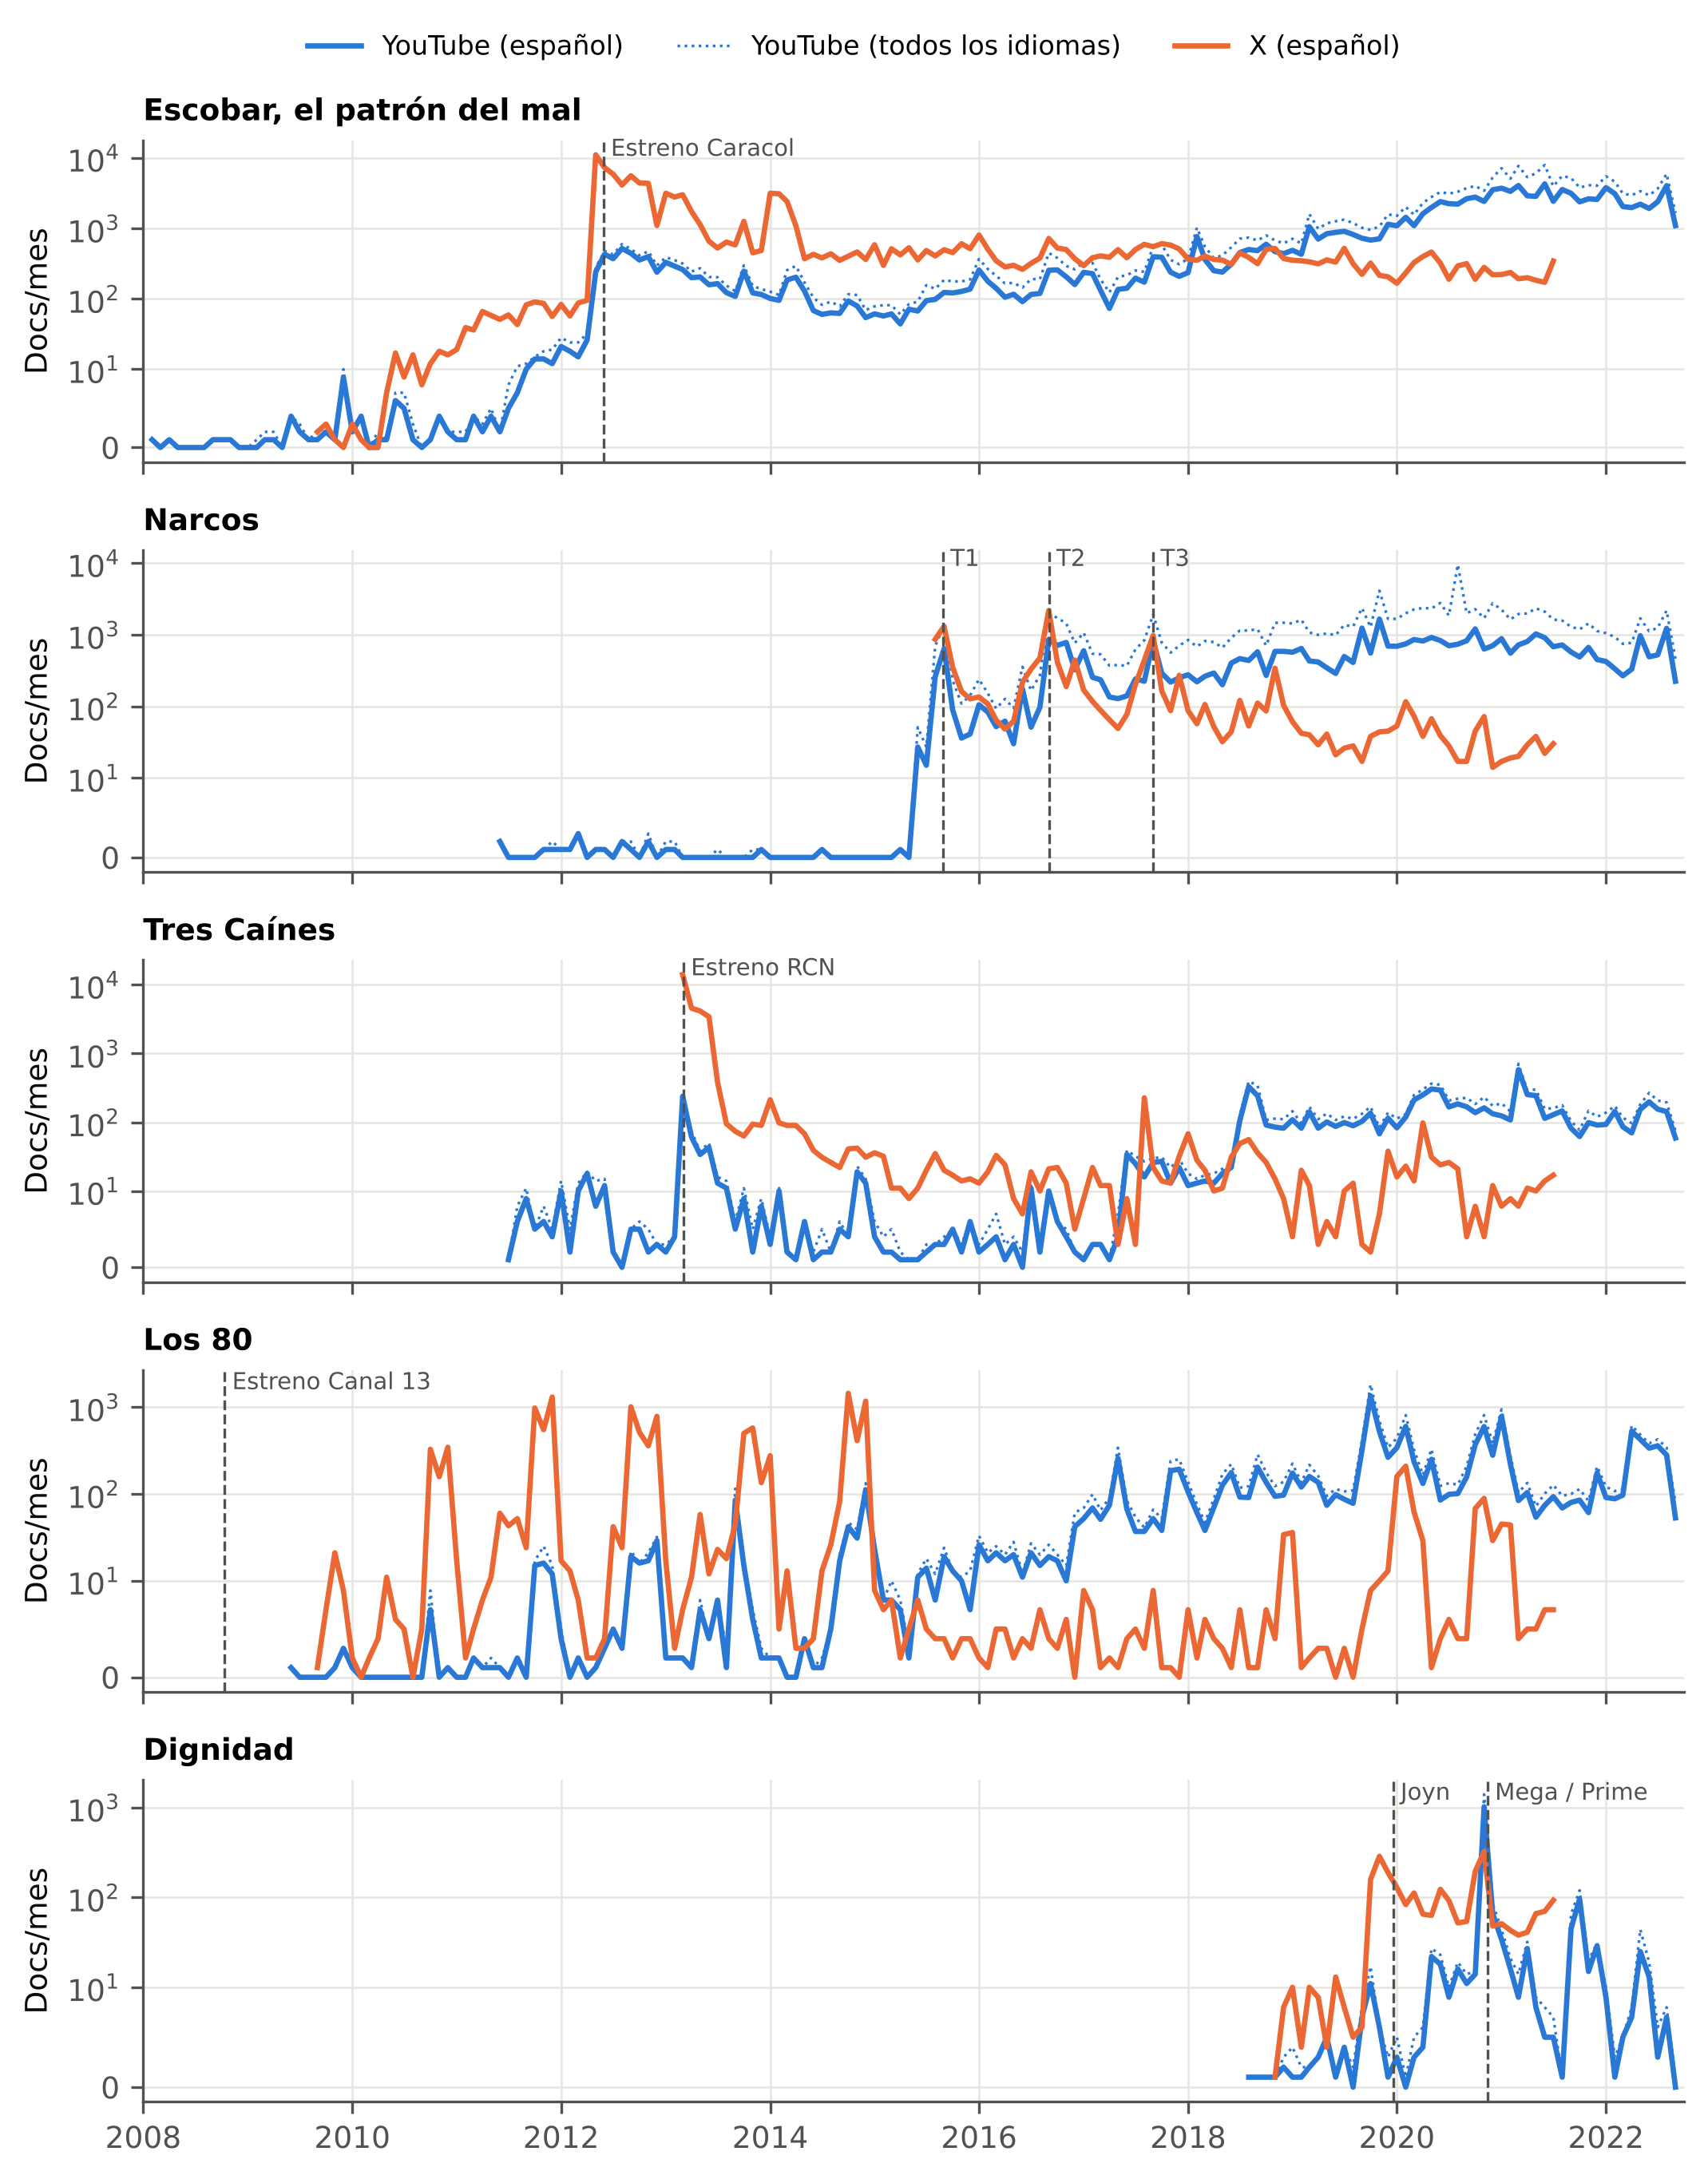 YouTube (español) YouTube (todos los idiomas) X (español)
Escobar, el patrón del mal
Estreno Caracol
Docs/mes
10⁴
10³
10²
10¹
0
Narcos
T1 T2 T3
Docs/mes
10⁴
10³
10²
10¹
0
Tres Caínes
Estreno RCN
Docs/mes
10⁴
10³
10²
10¹
0
Los 80
Estreno Canal 13
Docs/mes
10³
10²
10¹
0
Dignidad
Joyn Mega / Prime
Docs/mes
10³
10²
10¹
0
2008 2010 2012 2014 2016 2018 2020 2022